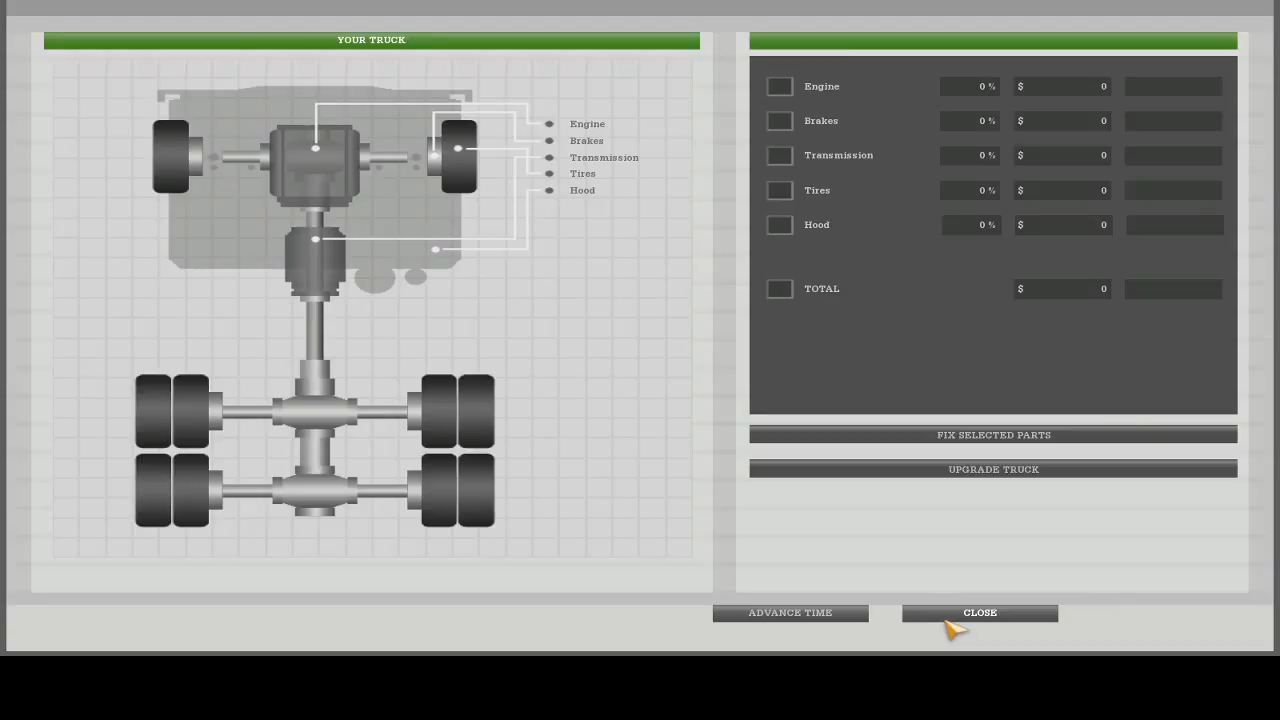 YOUR TRUCK
Engine
Brakes
Transmission
Tires
Hood
Engine 0 % $ 0
Brakes 0 % $ 0
Transmission 0 % $ 0
Tires 0 % $ 0
Hood 0 % $ 0
TOTAL $ 0
FIX SELECTED PARTS
UPGRADE TRUCK
ADVANCE TIME CLOSE